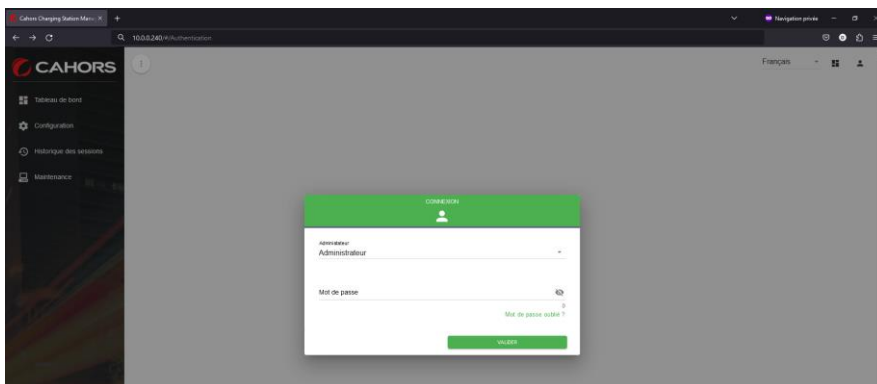 Cahors Charging Station Mana
Navigation privée
10.0.0.240/#/Authentication
CAHORS
Français
Tableau de bord
Configuration
Historique des sessions
Maintenance
CONNEXION
Administrateur
Administrateur
Mot de passe
Mot de passe oublié ?
VALIDER